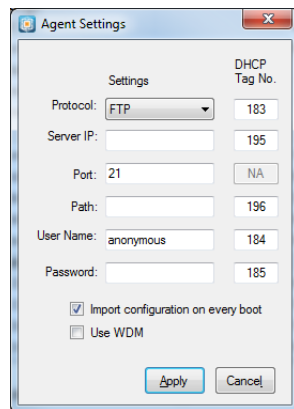 Agent Settings
Settings DHCP Tag No.
Protocol: FTP 183
Server IP: 195
Port: 21 NA
Path: 196
User Name: anonymous 184
Password: 185
Import configuration on every boot
Use WDM
Apply Cancel